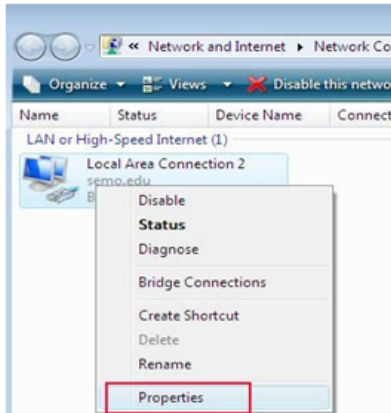 « Network and Internet ▸ Network Co
Organize Views Disable this netwo
Name Status Device Name Connect
LAN or High-Speed Internet (1)
Local Area Connection 2
semo.edu
B
Disable
Status
Diagnose
Bridge Connections
Create Shortcut
Delete
Rename
Properties